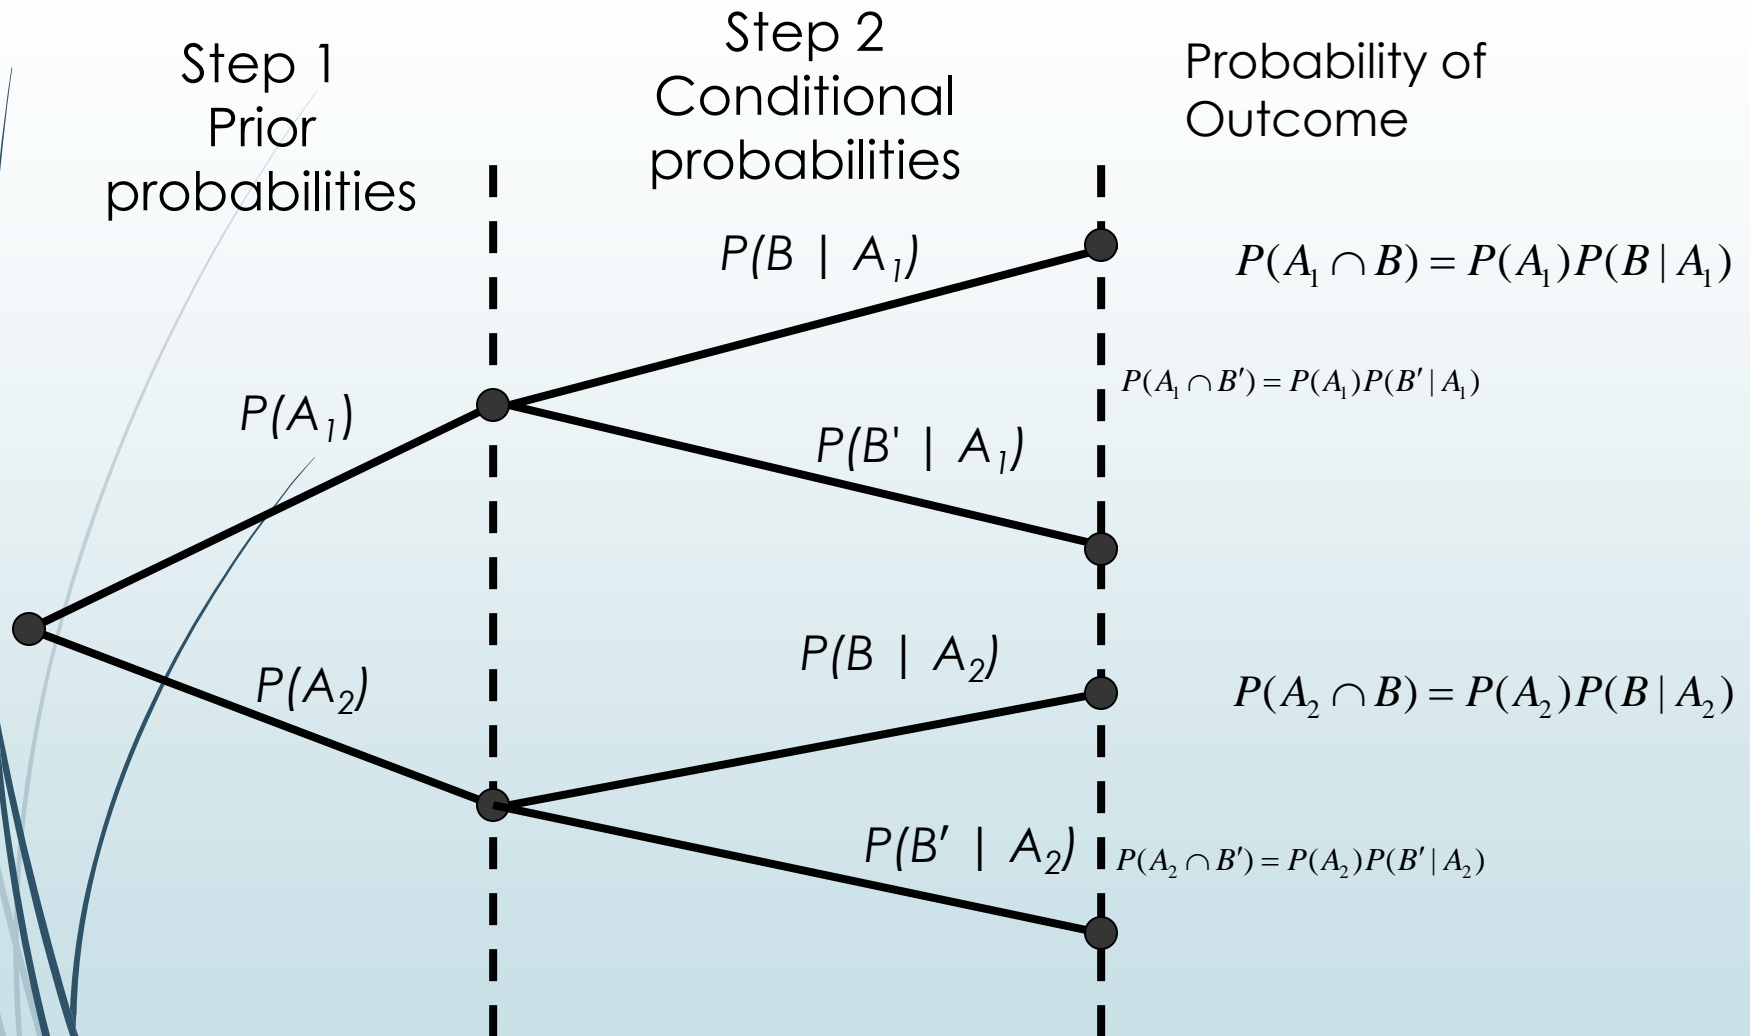 Step 1
Prior
probabilities
Step 2
Conditional
probabilities
Probability of
Outcome
P(B | A₁)
P(A₁ ∩ B) = P(A₁)P(B | A₁)
P(A₁)
P(A₁ ∩ B′) = P(A₁)P(B′ | A₁)
P(B' | A₁)
P(B | A₂)
P(A₂)
P(A₂ ∩ B) = P(A₂)P(B | A₂)
P(B′ | A₂)
P(A₂ ∩ B′) = P(A₂)P(B′ | A₂)